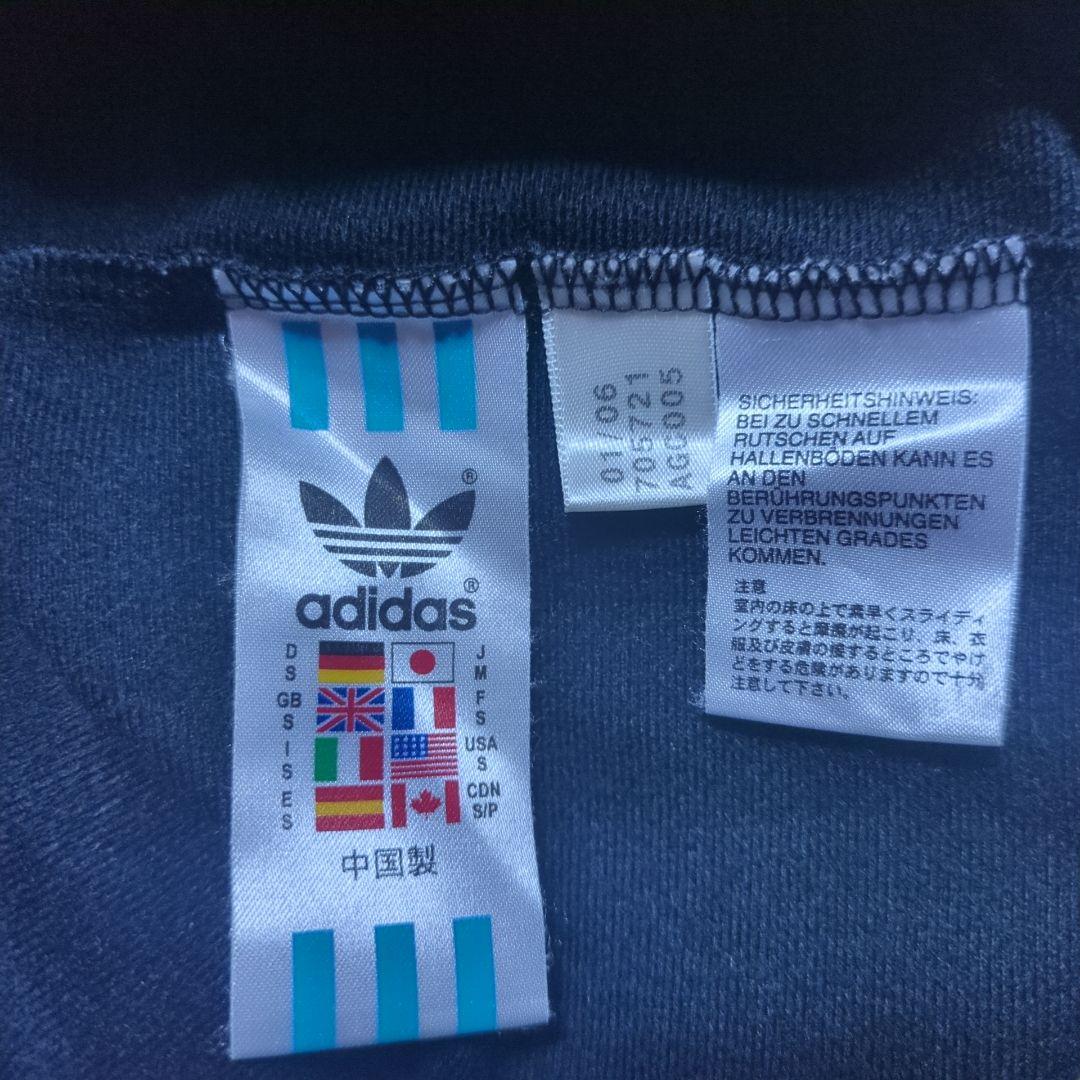 ®
adidas®
D S J M
GB S F S
I S USA S
E S CDN S/P
中国製
01/06
705721
AGC005
SICHERHEITSHINWEIS:
BEI ZU SCHNELLEM
RUTSCHEN AUF
HALLENBÖDEN KANN ES
AN DEN
BERÜHRUNGSPUNKTEN
ZU VERBRENNUNGEN
LEICHTEN GRADES
KOMMEN.
注意
室内の床の上で素早くスライディ
ングすると摩擦が起こり、床、衣
服及び皮膚の接するところでやけ
どをする危険がありますので十分
注意して下さい。